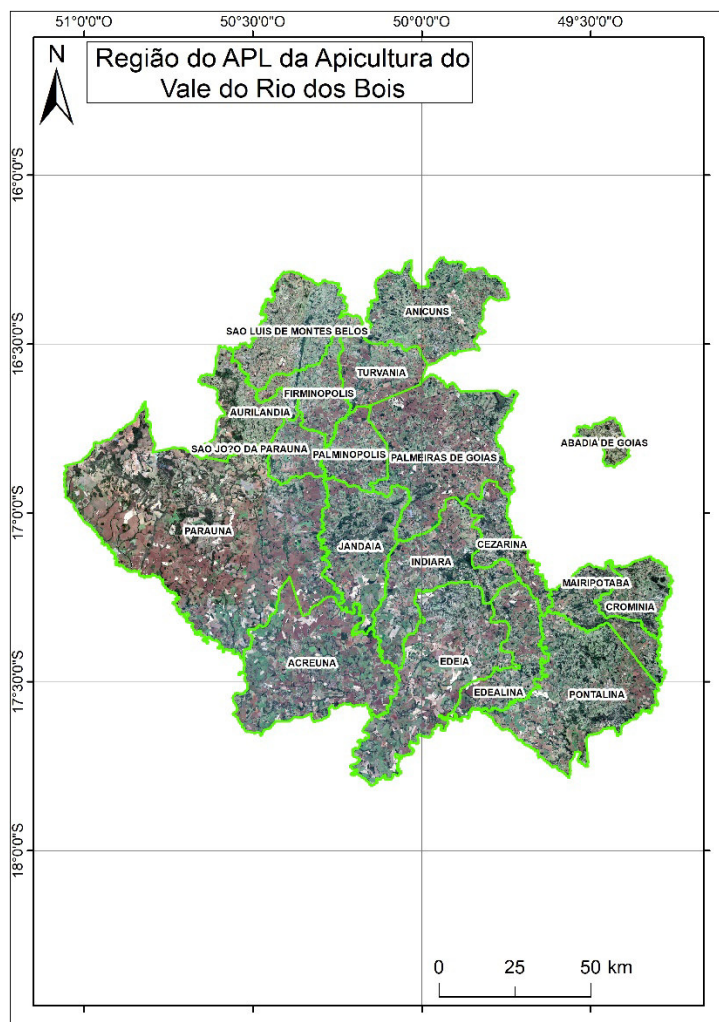 51°0'0"O 50°30'0"O 50°0'0"O 49°30'0"O
N
Região do APL da Apicultura do
Vale do Rio dos Bois
16°0'0"S
ANICUNS
SAO LUIS DE MONTES BELOS
16°30'0"S
TURVANIA
FIRMINOPOLIS
AURILANDIA
ABADIA DE GOIAS
SAO JO?O DA PARAUNA PALMINOPOLIS PALMEIRAS DE GOIAS
17°0'0"S
PARAUNA
JANDAIA
CEZARINA
INDIARA
MAIRIPOTABA
CROMINIA
ACREUNA
EDEIA
17°30'0"S
EDEALINA
PONTALINA
18°0'0"S
0 25 50 km